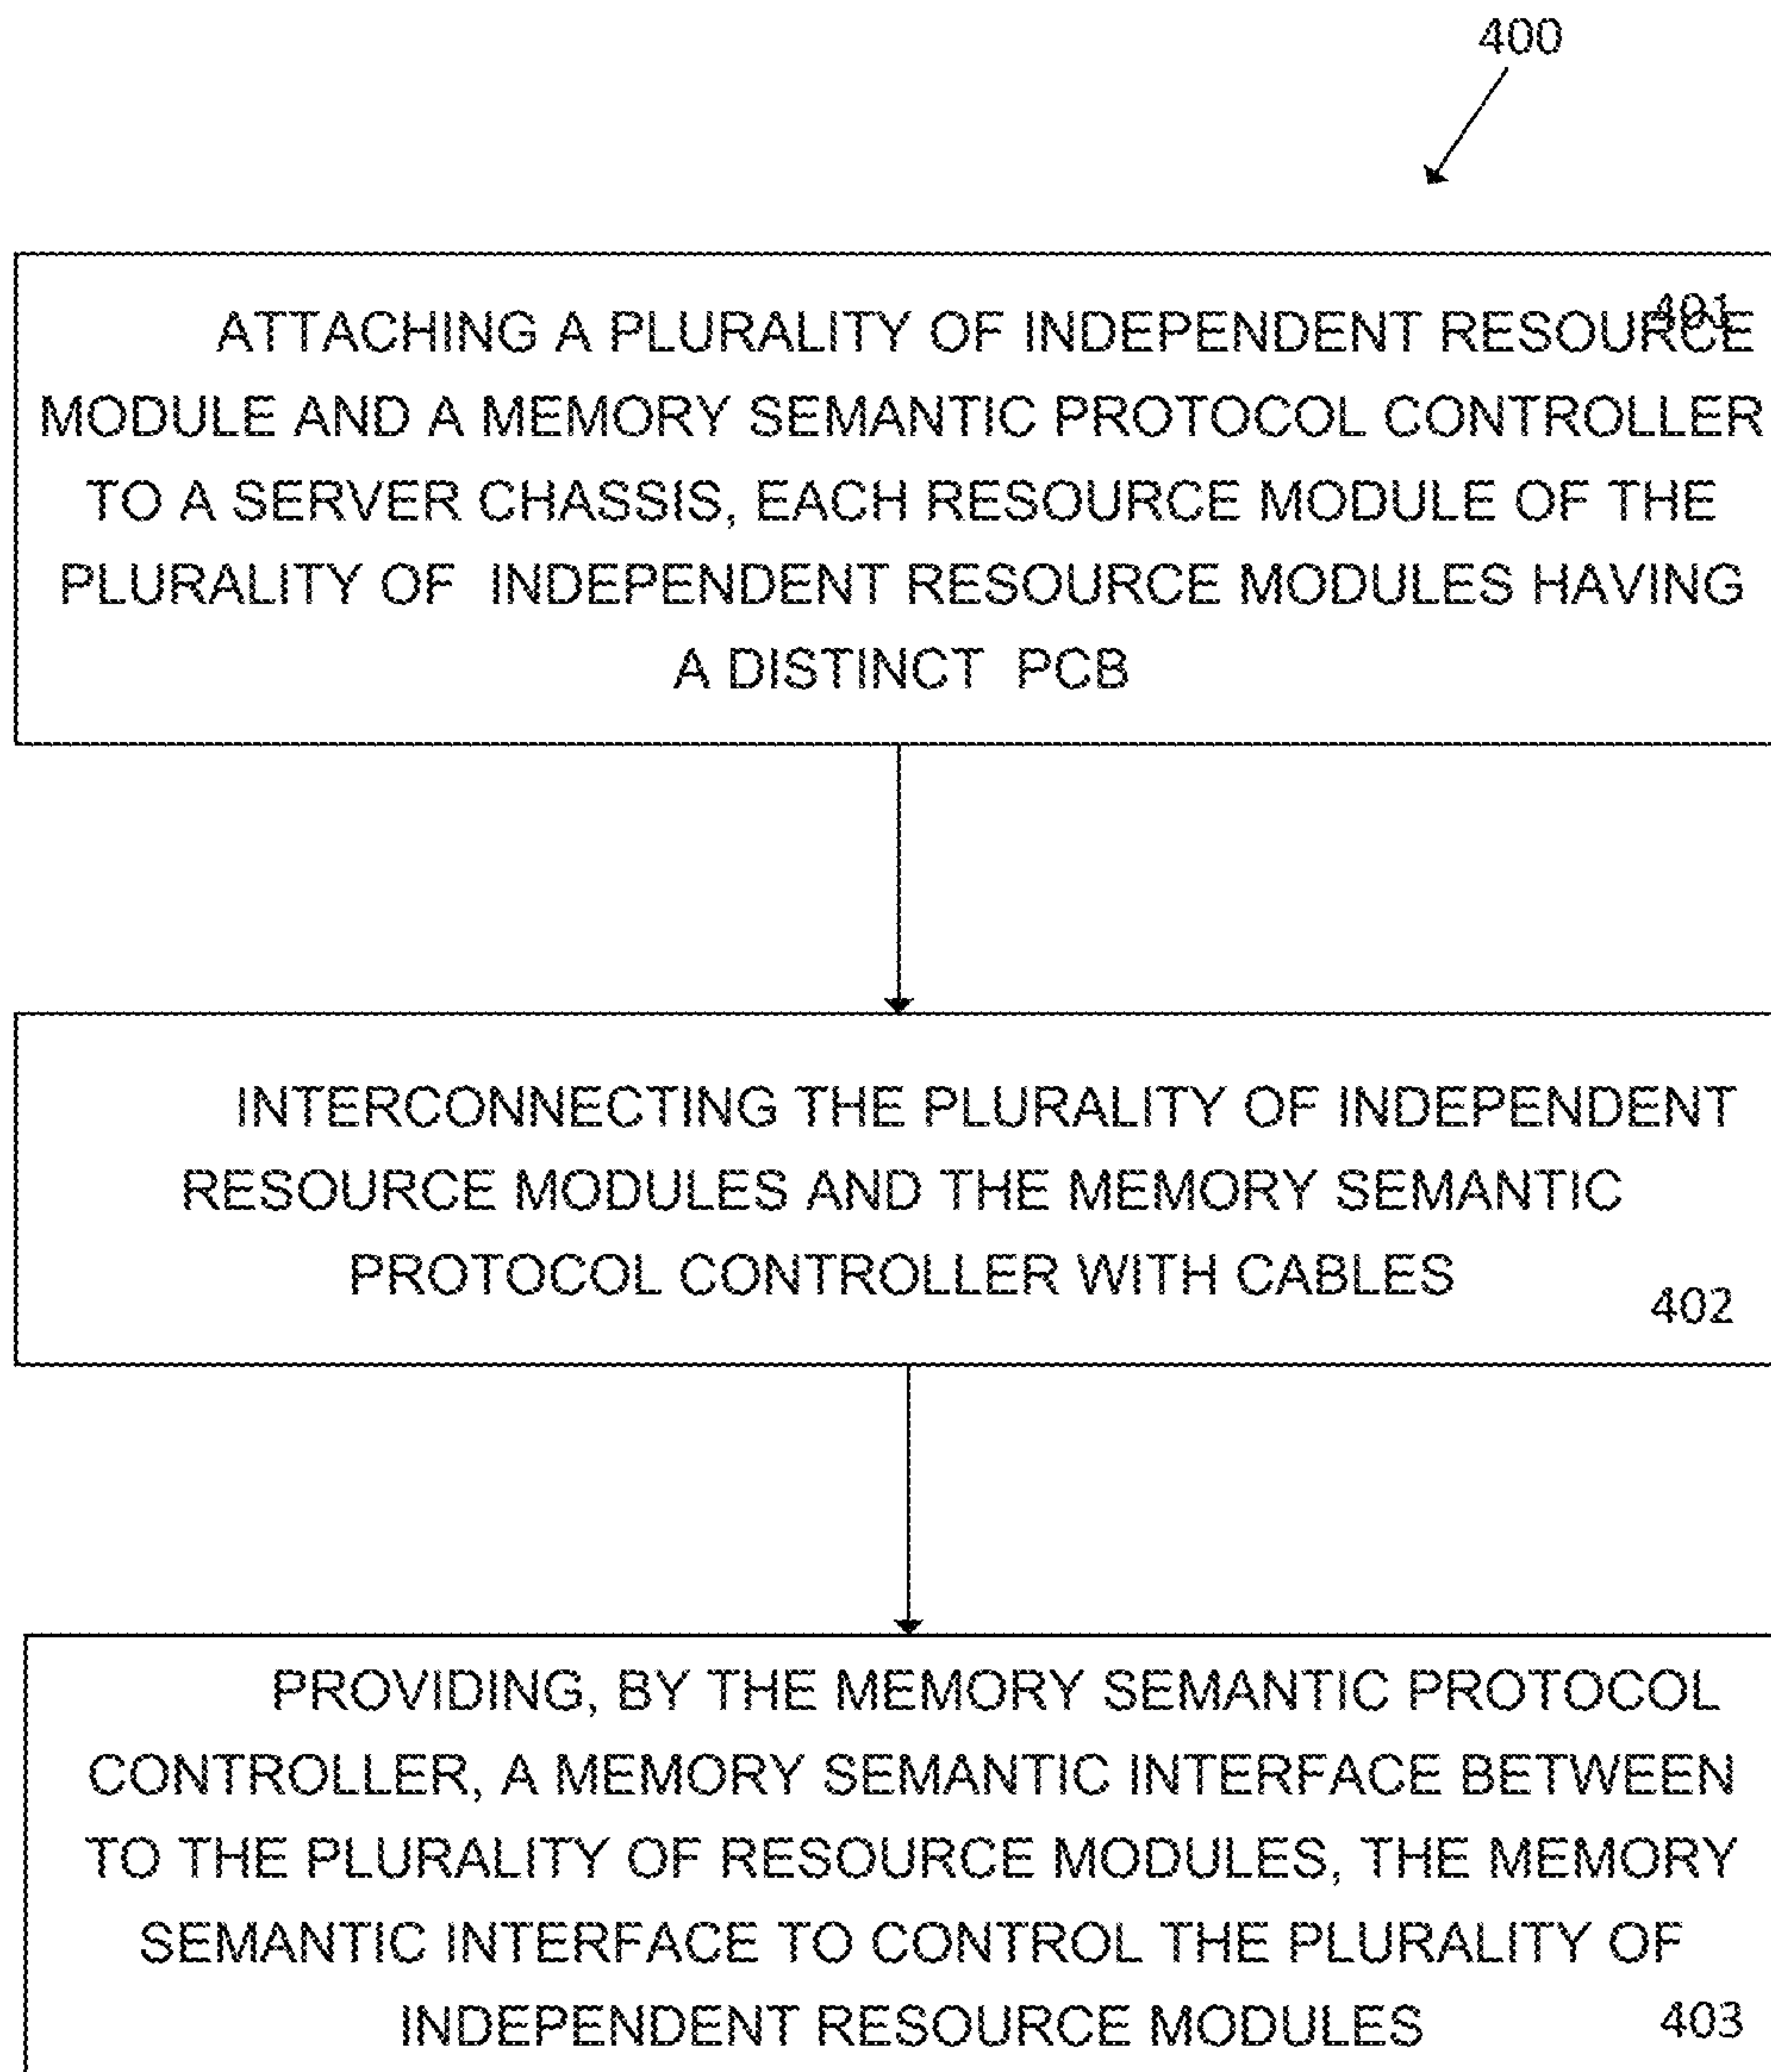 400
401
ATTACHING A PLURALITY OF INDEPENDENT RESOURCE
MODULE AND A MEMORY SEMANTIC PROTOCOL CONTROLLER
TO A SERVER CHASSIS, EACH RESOURCE MODULE OF THE
PLURALITY OF INDEPENDENT RESOURCE MODULES HAVING
A DISTINCT PCB
INTERCONNECTING THE PLURALITY OF INDEPENDENT
RESOURCE MODULES AND THE MEMORY SEMANTIC
PROTOCOL CONTROLLER WITH CABLES
402
PROVIDING, BY THE MEMORY SEMANTIC PROTOCOL
CONTROLLER, A MEMORY SEMANTIC INTERFACE BETWEEN
TO THE PLURALITY OF RESOURCE MODULES, THE MEMORY
SEMANTIC INTERFACE TO CONTROL THE PLURALITY OF
INDEPENDENT RESOURCE MODULES
403